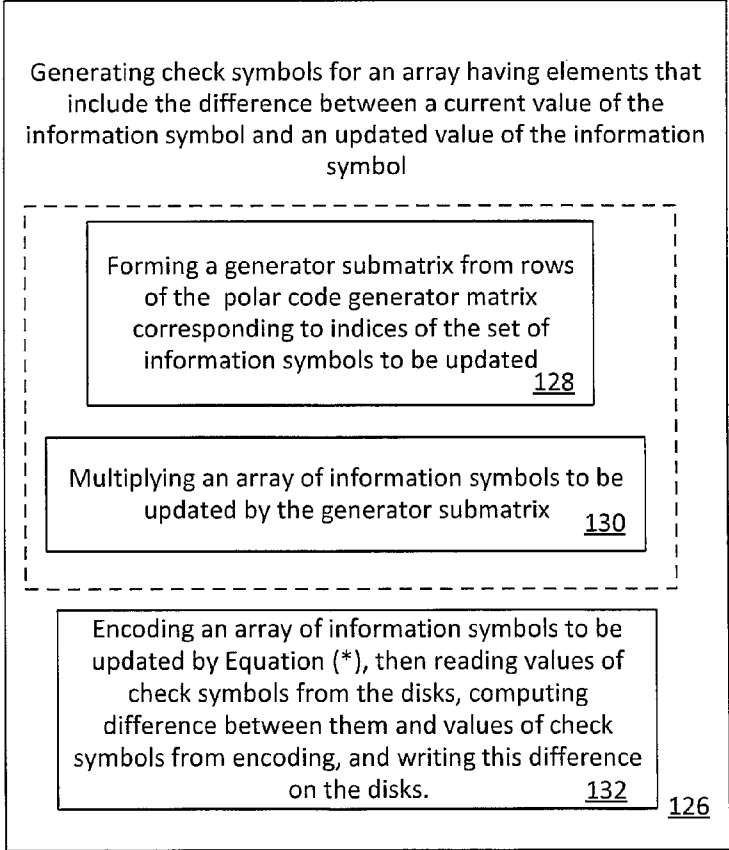 Generating check symbols for an array having elements that
include the difference between a current value of the
information symbol and an updated value of the information
symbol
Forming a generator submatrix from rows
of the polar code generator matrix
corresponding to indices of the set of
information symbols to be updated
128
Multiplying an array of information symbols to be
updated by the generator submatrix
130
Encoding an array of information symbols to be
updated by Equation (*), then reading values of
check symbols from the disks, computing
difference between them and values of check
symbols from encoding, and writing this difference
on the disks.
132
126